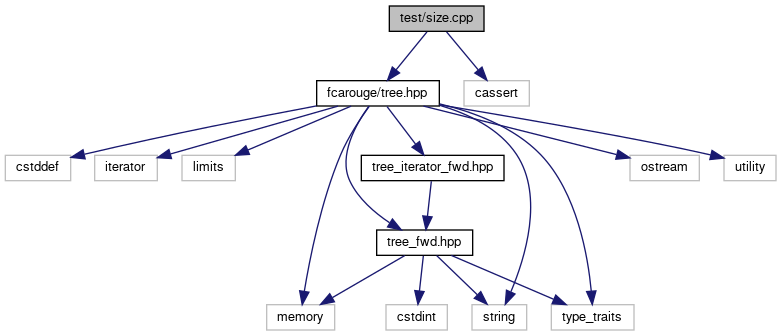 test/size.cpp
fcarouge/tree.hpp
cassert
cstddef
iterator
limits
tree_iterator_fwd.hpp
ostream
utility
tree_fwd.hpp
memory
cstdint
string
type_traits